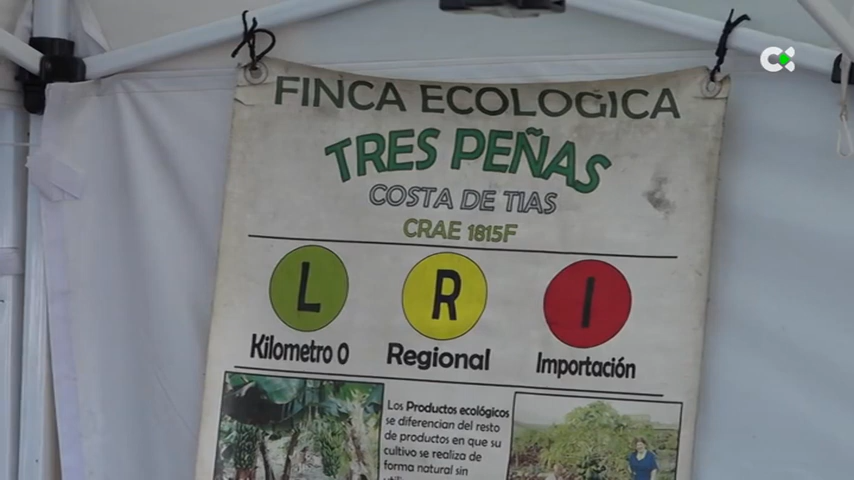 FINCA ECOLOGICA
TRES PEÑAS
COSTA DE TIAS
CRAE 1815F
L R I
Kilometro 0 Regional Importación
Los Productos ecológicos
se diferencian del resto
de productos en que su
cultivo se realiza de
forma natural sin